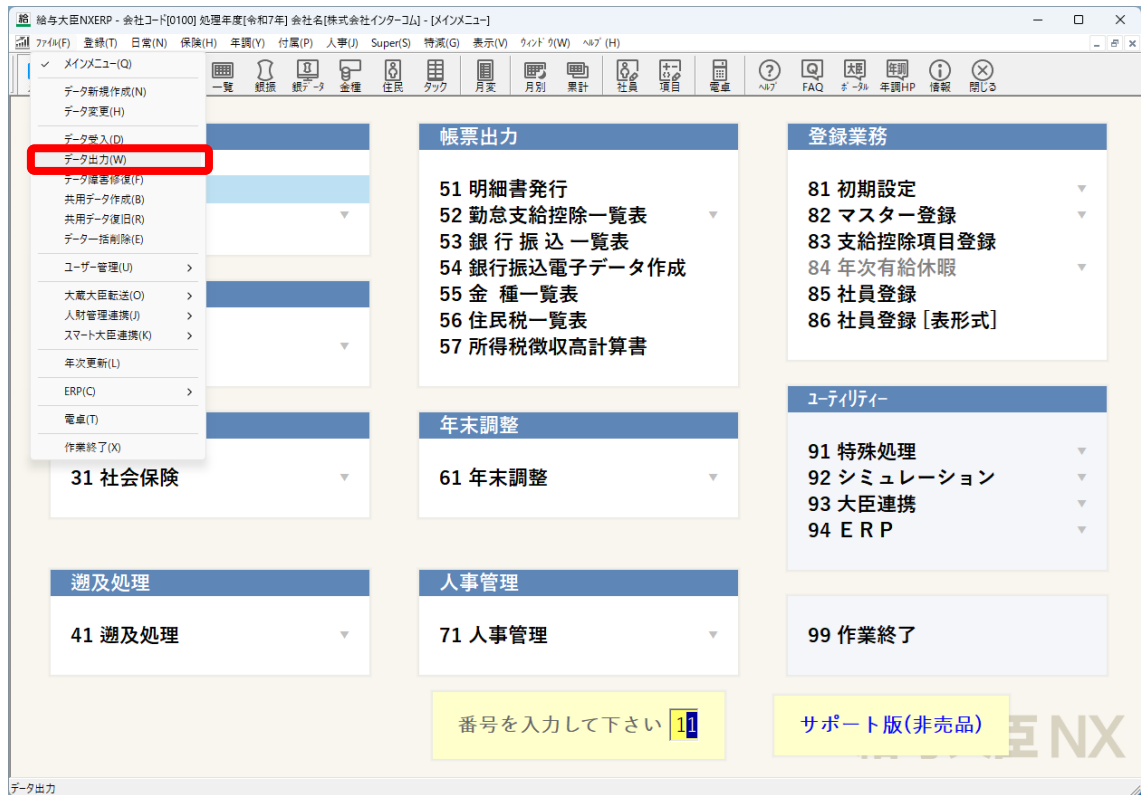 給与大臣NXERP - 会社コード[0100] 処理年度[令和7年] 会社名[株式会社インターコム] - [メインメニュー]
ファイル(F) 登録(T) 日常(N) 保険(H) 年調(Y) 付属(P) 人事(J) Super(S) 特減(G) 表示(V) ウィンドウ(W) ヘルプ(H)
一覧 銀振 銀データ 金種 住民 タック 月変 月別 累計 社員 項目 電卓 ヘルプ FAQ ポータル 年調HP 情報 閉じる
メインメニュー(Q)
データ新規作成(N)
データ変更(H)
データ受入(D)
データ出力(W)
データ障害修復(F)
共用データ作成(B)
共用データ復旧(R)
データ一括削除(E)
ユーザー管理(U)
大蔵大臣転送(O)
人財管理連携(J)
スマート大臣連携(K)
年次更新(L)
ERP(C)
電卓(T)
作業終了(X)
31 社会保険
遡及処理
41 遡及処理
帳票出力
51 明細書発行
52 勤怠支給控除一覧表
53 銀 行 振 込 一覧表
54 銀行振込電子データ作成
55 金 種一覧表
56 住民税一覧表
57 所得税徴収高計算書
年末調整
61 年末調整
人事管理
71 人事管理
登録業務
81 初期設定
82 マスター登録
83 支給控除項目登録
84 年次有給休暇
85 社員登録
86 社員登録 [表形式]
ユーティリティー
91 特殊処理
92 シミュレーション
93 大臣連携
94 ＥＲＰ
99 作業終了
番号を入力して下さい 11
サポート版(非売品)
臣 NX
データ出力